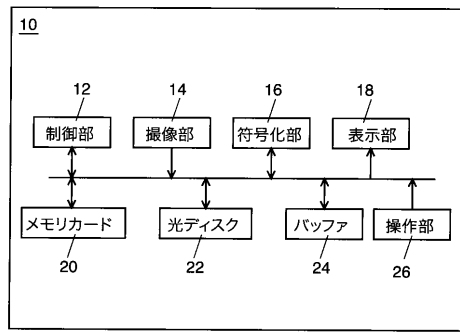 10
12 14 16 18
制御部 撮像部 符号化部 表示部
メモリカード 光ディスク バッファ 操作部
20 22 24 26